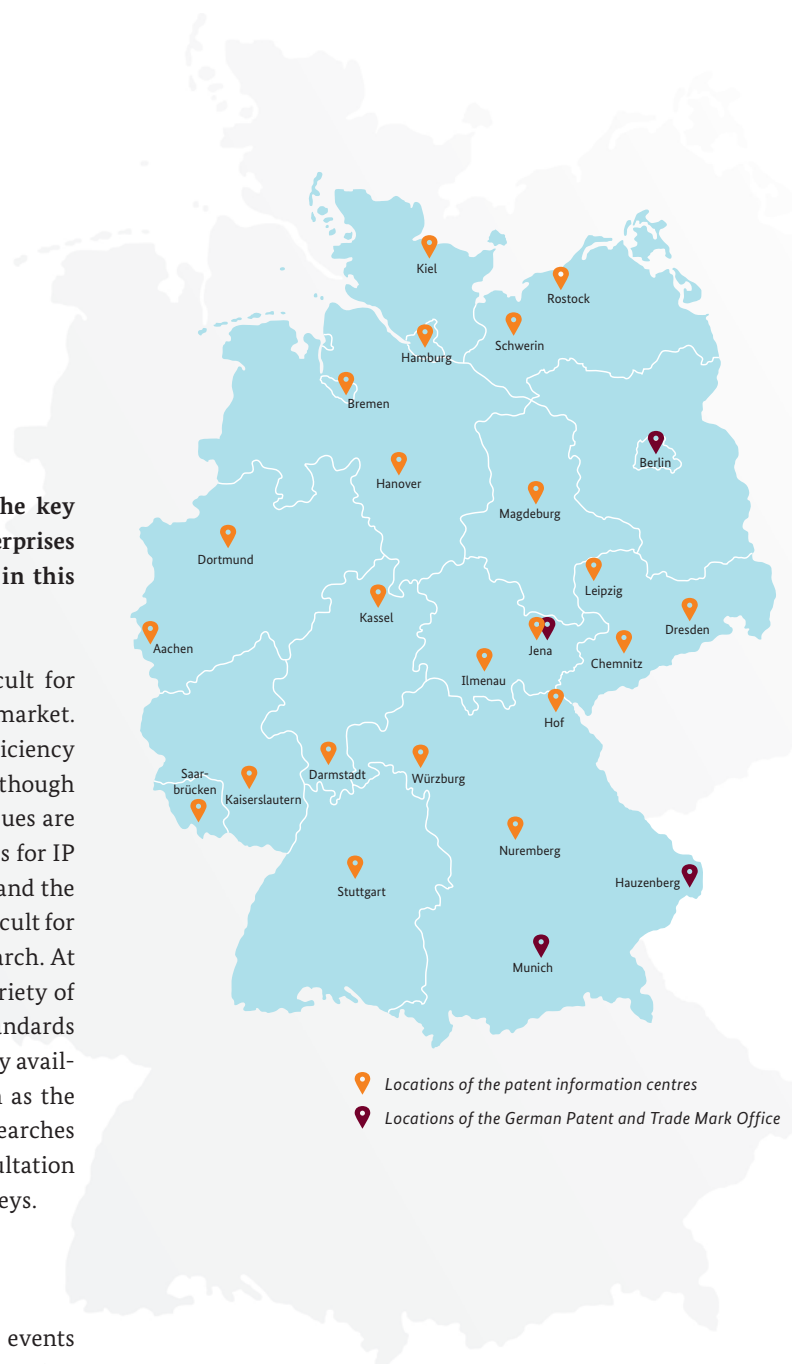 Kiel
Rostock
Schwerin
Hamburg
Bremen
Berlin
Hanover
Magdeburg
Dortmund
Leipzig
Kassel
Dresden
Aachen
Jena
Chemnitz
Ilmenau
Hof
Saar-
brücken
Darmstadt
Würzburg
Kaiserslautern
Nuremberg
Hauzenberg
Stuttgart
Munich
Locations of the patent information centres
Locations of the German Patent and Trade Mark Office
he key
erprises
in this
cult for
market.
iciency
though
ues are
s for IP
and the
cult for
arch. At
riety of
ndards
y avail-
n as the
earches
ultation
eys.
events